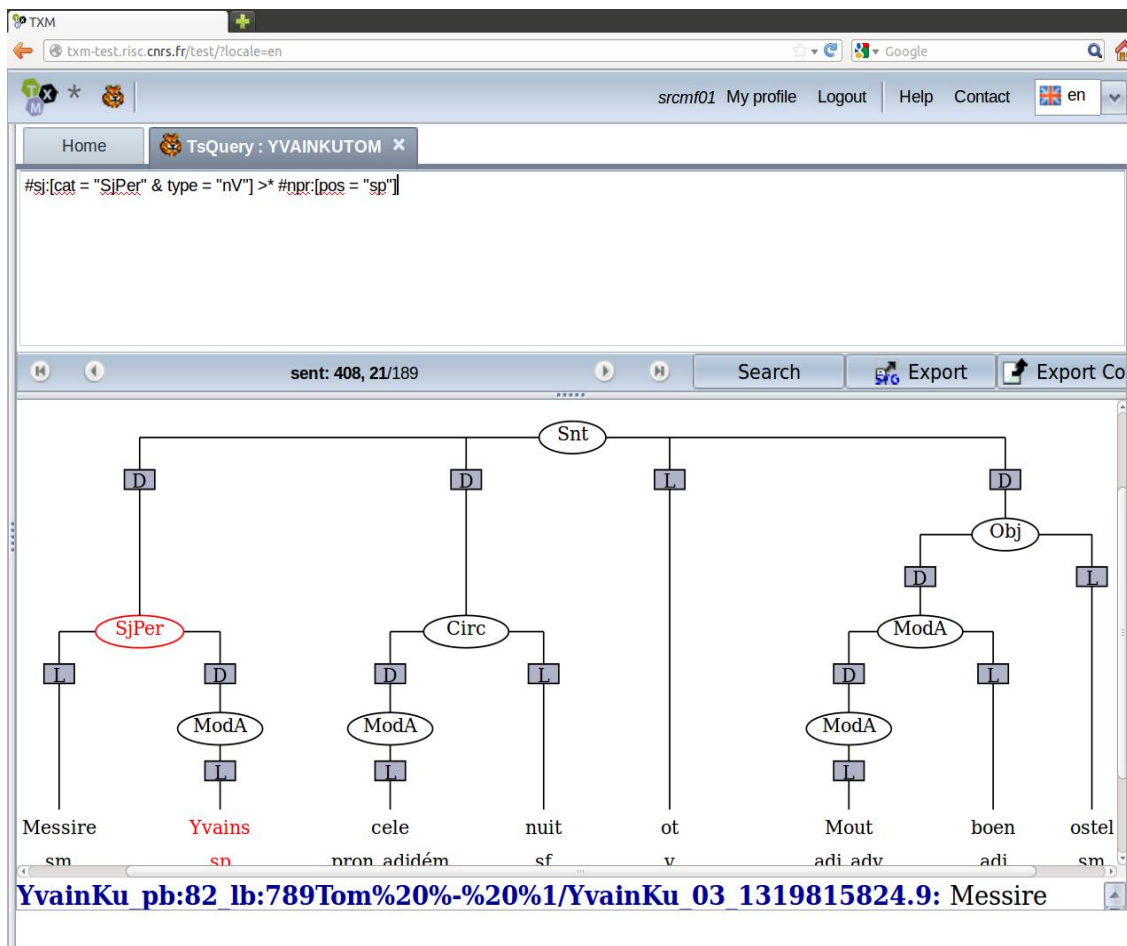 TXM
txm-test.risc.cnrs.fr/test/?locale=en
Google
TXM * srcmf01 My profile Logout Help Contact en
Home TsQuery : YVAINKUTOM ×
#sj:[cat = "SjPer" & type = "nV"] >* #npr:[pos = "sp"]
sent: 408, 21/189 Search SFG Export Export Co
Snt
D D L D
Obj
D L
SjPer Circ ModA
L D D L D L
ModA ModA ModA
L L L
Messire Yvains cele nuit ot Mout boen ostel
sm sp pron_adjdém sf v adj_adv adj sm
YvainKu_pb:82_lb:789Tom%20%-%20%1/YvainKu_03_1319815824.9: Messire